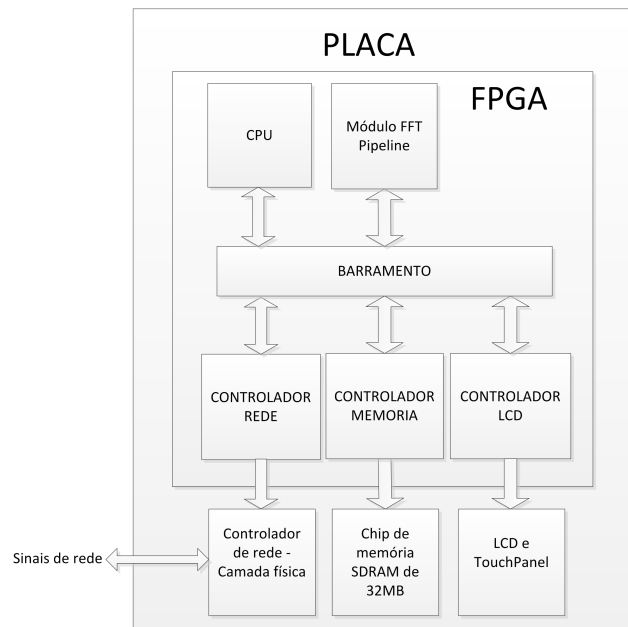 PLACA
FPGA
CPU
Módulo FFT
Pipeline
BARRAMENTO
CONTROLADOR
REDE
CONTROLADOR
MEMORIA
CONTROLADOR
LCD
Controlador
de rede -
Camada física
Chip de
memória
SDRAM de
32MB
LCD e
TouchPanel
Sinais de rede